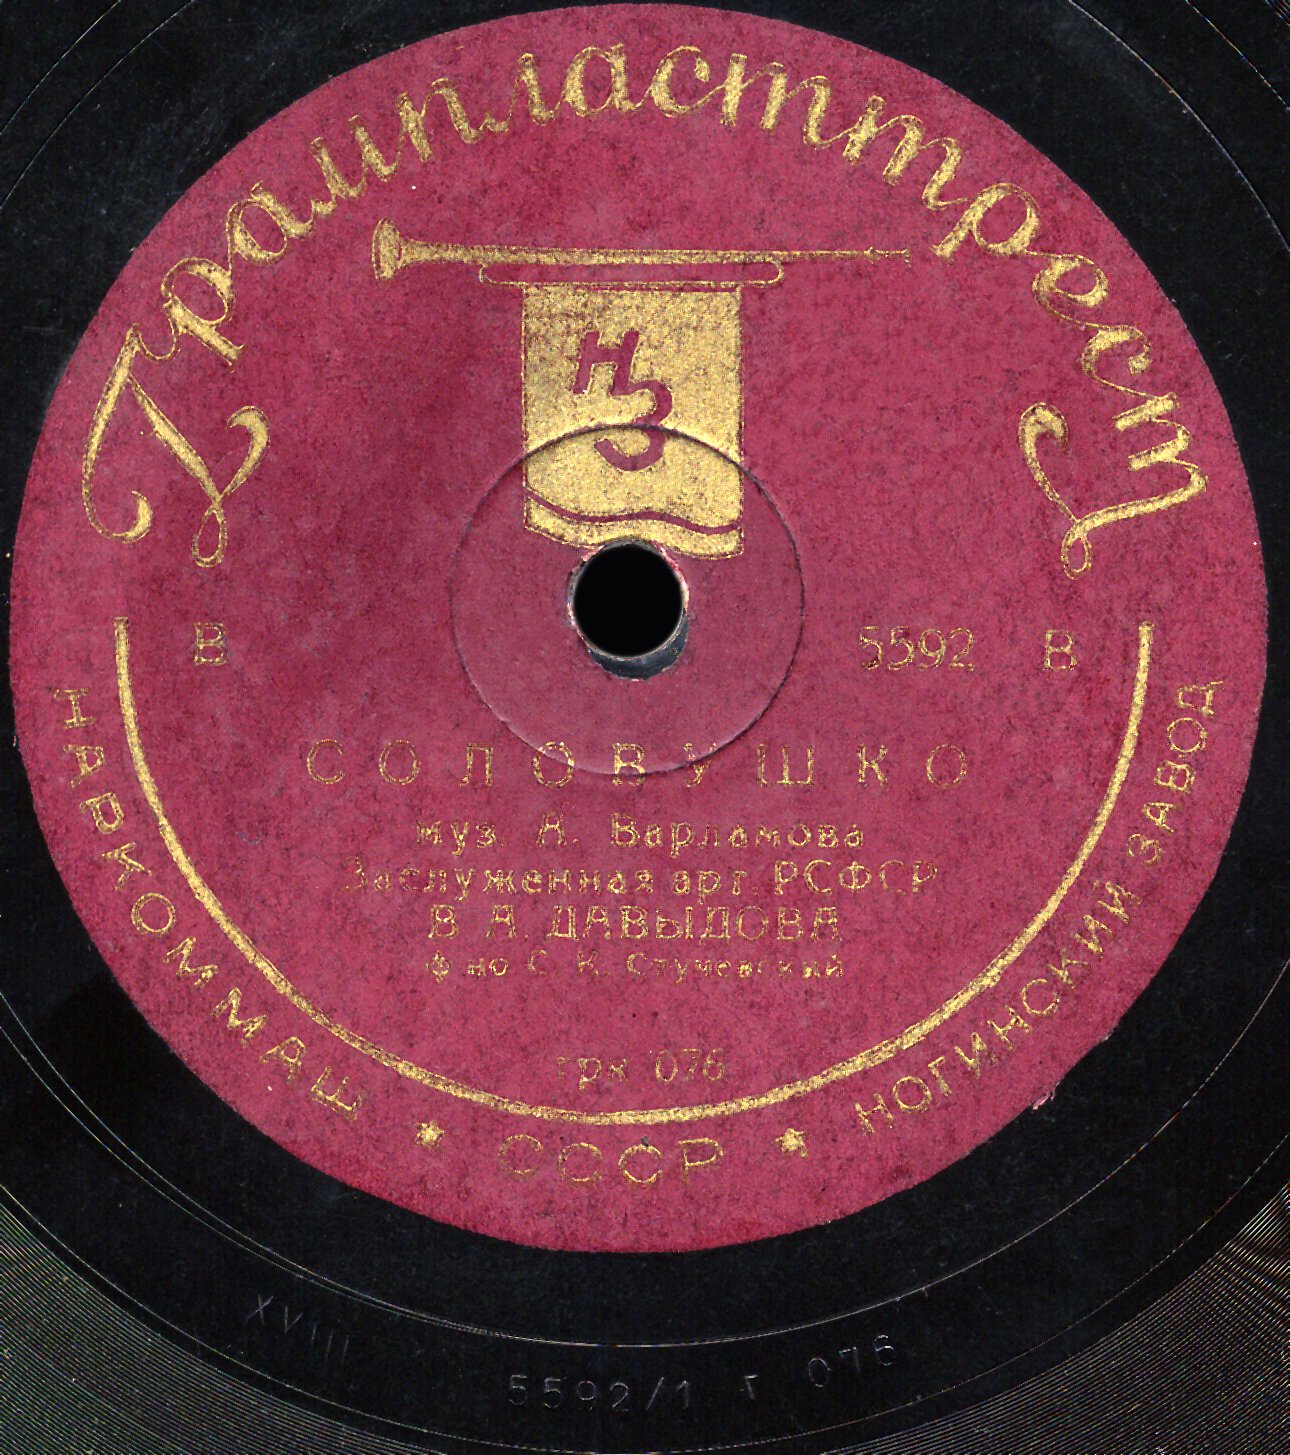 Грампласттрест
НЗ
В 5592 В
СОЛОВУШКО
муз. А. Варламова
Заслуженная арт. РСФСР
В. А. ДАВЫДОВА
ф-но С. К. Стучевский
грк 076
НАРКОММАШ ★ СССР ★ НОГИНСКИЙ ЗАВОД
XVIII 5592/1 г 076